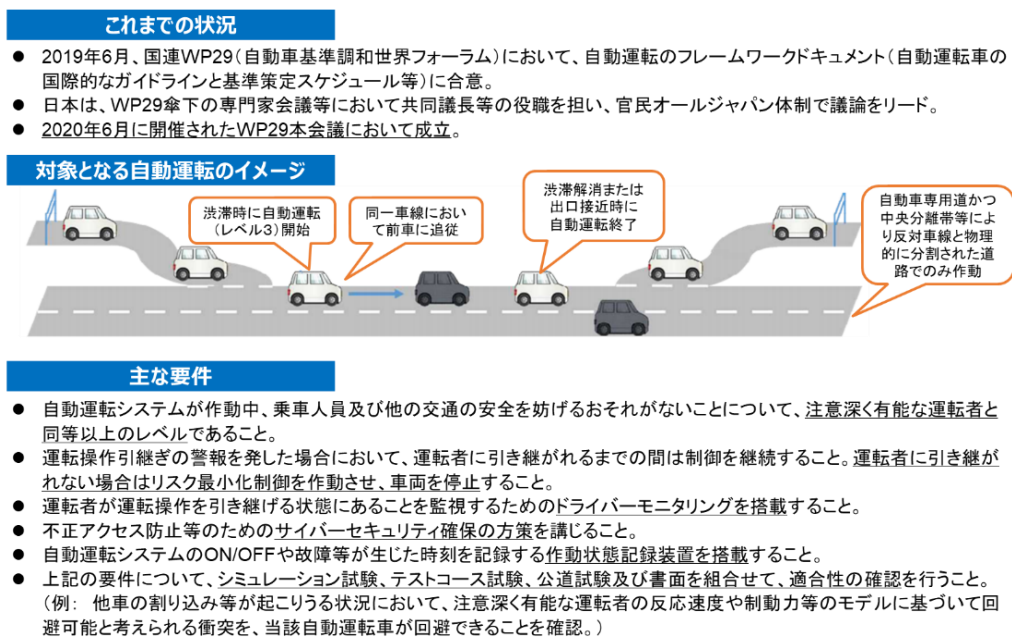 これまでの状況
● 2019年6月、国連WP29(自動車基準調和世界フォーラム)において、自動運転のフレームワークドキュメント(自動運転車の
国際的なガイドラインと基準策定スケジュール等)に合意。
● 日本は、WP29傘下の専門家会議等において共同議長等の役職を担い、官民オールジャパン体制で議論をリード。
● 2020年6月に開催されたWP29本会議において成立。
対象となる自動運転のイメージ
渋滞時に自動運転
(レベル3)開始
同一車線におい
て前車に追従
渋滞解消または
出口接近時に
自動運転終了
自動車専用道かつ
中央分離帯等によ
り反対車線と物理
的に分割された道
路でのみ作動
主な要件
● 自動運転システムが作動中、乗車人員及び他の交通の安全を妨げるおそれがないことについて、注意深く有能な運転者と
同等以上のレベルであること。
● 運転操作引継ぎの警報を発した場合において、運転者に引き継がれるまでの間は制御を継続すること。運転者に引き継が
れない場合はリスク最小化制御を作動させ、車両を停止すること。
● 運転者が運転操作を引き継げる状態にあることを監視するためのドライバーモニタリングを搭載すること。
● 不正アクセス防止等のためのサイバーセキュリティ確保の方策を講じること。
● 自動運転システムのON/OFFや故障等が生じた時刻を記録する作動状態記録装置を搭載すること。
● 上記の要件について、シミュレーション試験、テストコース試験、公道試験及び書面を組合せて、適合性の確認を行うこと。
(例: 他車の割り込み等が起こりうる状況において、注意深く有能な運転者の反応速度や制動力等のモデルに基づいて回
避可能と考えられる衝突を、当該自動運転車が回避できることを確認。)